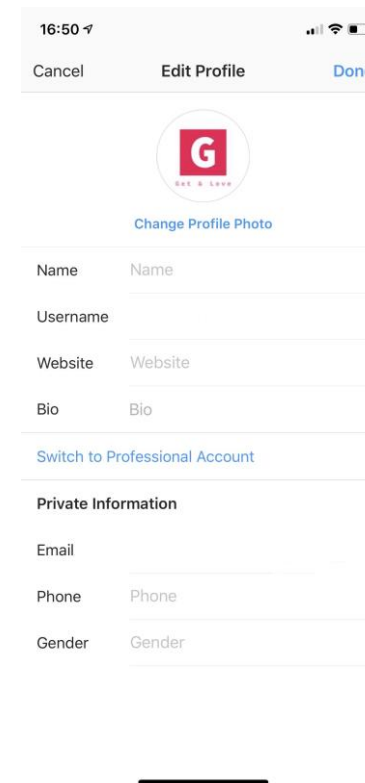 16:50
Cancel Edit Profile Don
G
Get & Love
Change Profile Photo
Name Name
Username
Website Website
Bio Bio
Switch to Professional Account
Private Information
Email
Phone Phone
Gender Gender